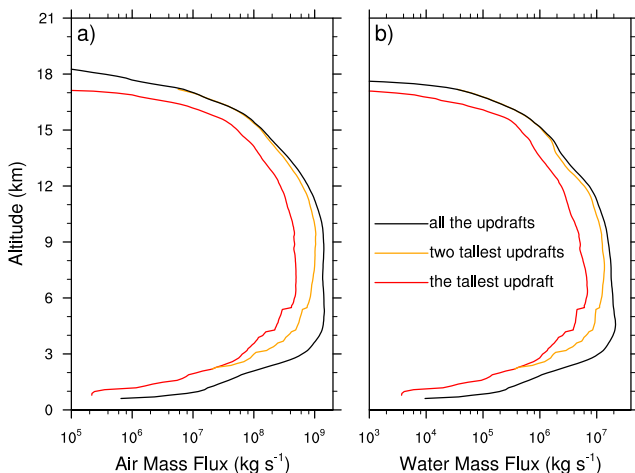 a)
b)
Altitude (km)
21
18
15
12
9
6
3
0
all the updrafts
two tallest updrafts
the tallest updraft
10⁵ 10⁶ 10⁷ 10⁸ 10⁹
10³ 10⁴ 10⁵ 10⁶ 10⁷
Air Mass Flux (kg s⁻¹)
Water Mass Flux (kg s⁻¹)